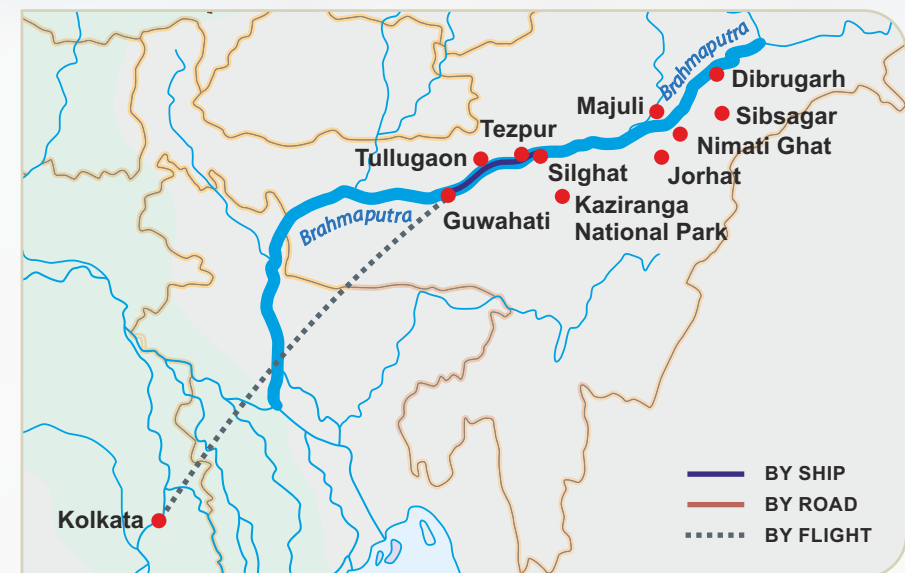 Brahmaputra
Dibrugarh
Majuli
Sibsagar
Tezpur
Nimati Ghat
Tullugaon
Silghat
Jorhat
Kaziranga
National Park
Guwahati
Brahmaputra
BY SHIP
BY ROAD
Kolkata
BY FLIGHT